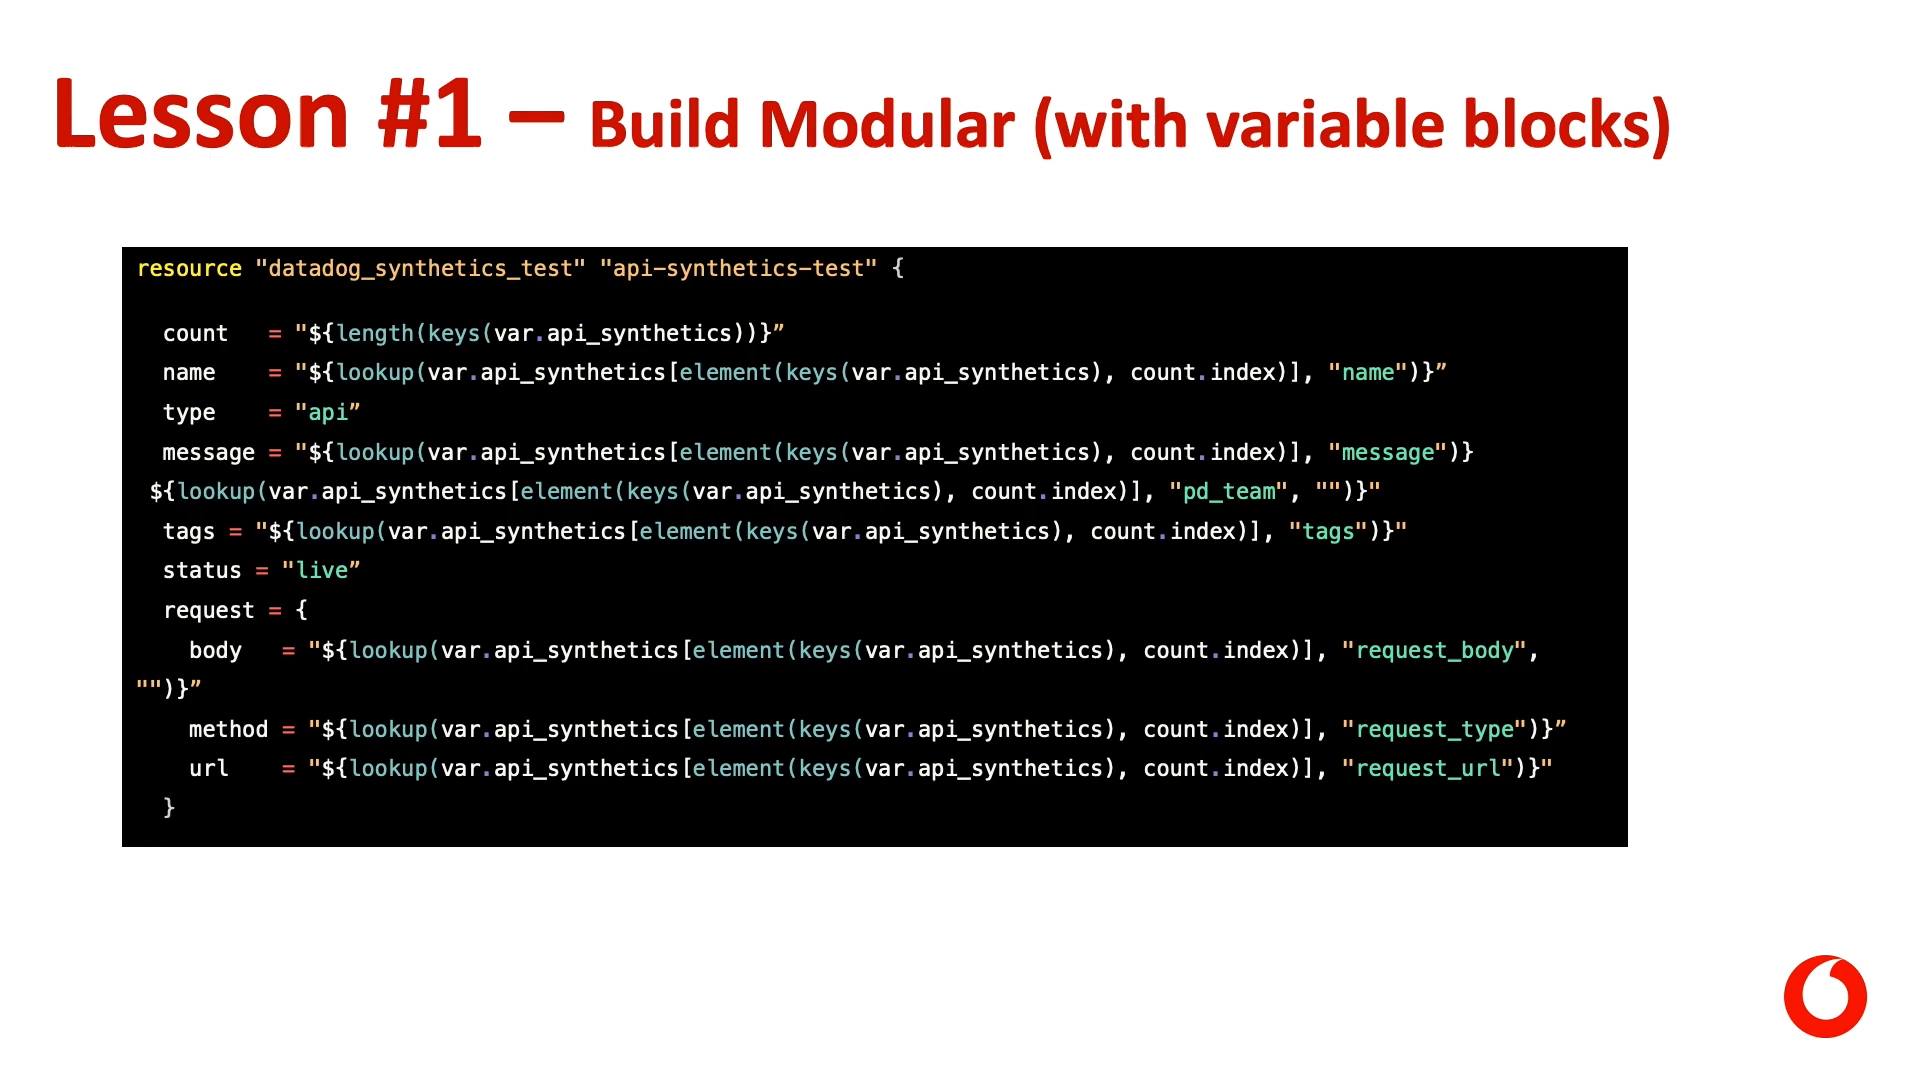 Lesson #1 – Build Modular (with variable blocks)
resource "datadog_synthetics_test" "api-synthetics-test" {
count = "${length(keys(var.api_synthetics))}”
name = "${lookup(var.api_synthetics[element(keys(var.api_synthetics), count.index)], "name")}”
type = "api”
message = "${lookup(var.api_synthetics[element(keys(var.api_synthetics), count.index)], "message")}
${lookup(var.api_synthetics[element(keys(var.api_synthetics), count.index)], "pd_team", "")}"
tags = "${lookup(var.api_synthetics[element(keys(var.api_synthetics), count.index)], "tags")}"
status = "live”
request = {
body = "${lookup(var.api_synthetics[element(keys(var.api_synthetics), count.index)], "request_body",
"")}”
method = "${lookup(var.api_synthetics[element(keys(var.api_synthetics), count.index)], "request_type")}”
url = "${lookup(var.api_synthetics[element(keys(var.api_synthetics), count.index)], "request_url")}"
}